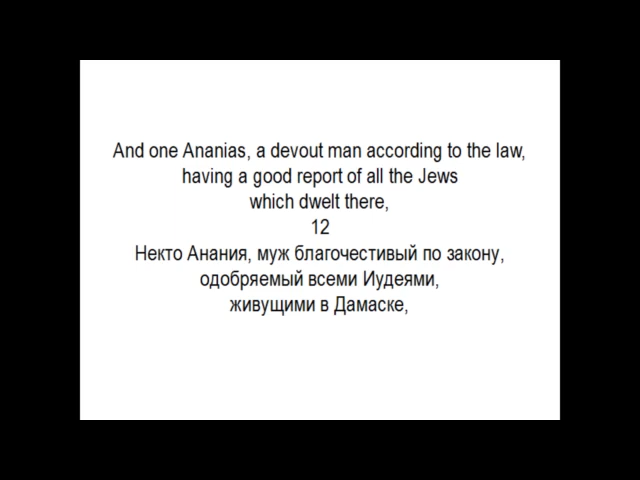 And one Ananias, a devout man according to the law,
having a good report of all the Jews
which dwelt there,
12
Некто Анания, муж благочестивый по закону,
одобряемый всеми Иудеями,
живущими в Дамаске,